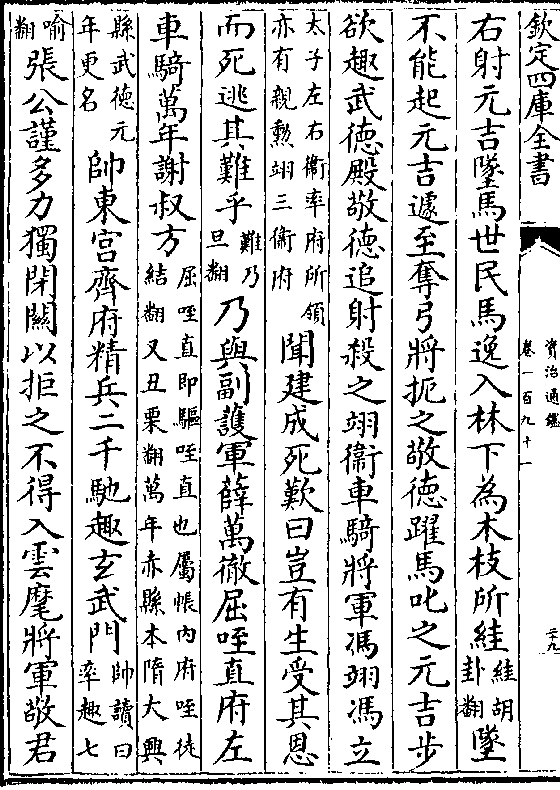 欽定四庫全書
資治通鑑
卷一百九十一
二十九
右射元吉墜馬世民馬逸入林下為木枝所絓絓胡卦翻墜
不能起元吉遽至奪弓將扼之敬德躍馬叱之元吉步
欲趣武德殿敬德追射殺之翊衞車騎將軍馮翊馮立
太子左右衞率府所領亦有親勲翊三衞府聞建成死歎曰豈有生受其恩
而死逃其難乎難乃旦翻乃與副護軍薛萬徹屈咥直府左
車騎萬年謝叔方屈咥直即驅咥直也屬帳内府咥徒結翻又丑栗翻萬年赤縣本隋大興
縣武徳元年更名帥東宫齊府精兵二千馳趣玄武門帥讀曰率趣七
喻翻張公謹多力獨閉關以拒之不得入雲麾將軍敬君